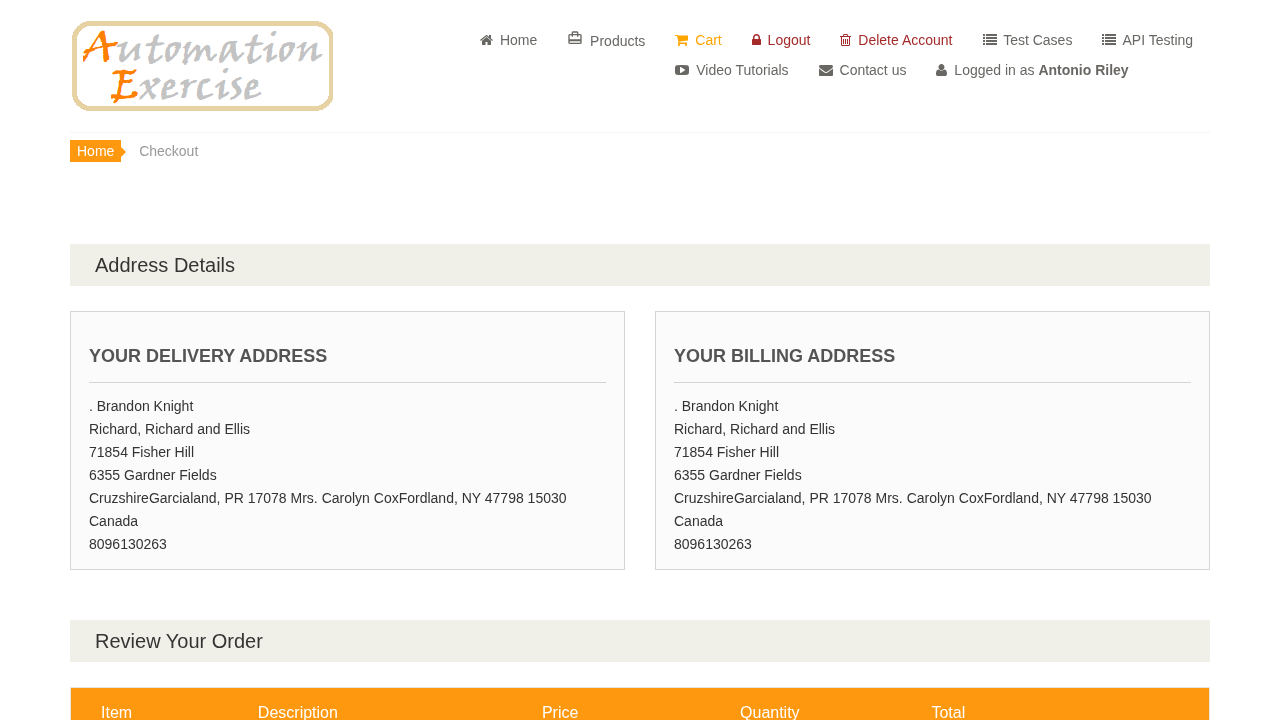 Automation
Exercise
Home
Products
Cart
Logout
Delete Account
Test Cases
API Testing
Video Tutorials
Contact us
Logged in as Antonio Riley
Home
Checkout
Address Details
YOUR DELIVERY ADDRESS
. Brandon Knight
Richard, Richard and Ellis
71854 Fisher Hill
6355 Gardner Fields
CruzshireGarcialand, PR 17078 Mrs. Carolyn CoxFordland, NY 47798 15030
Canada
8096130263
YOUR BILLING ADDRESS
. Brandon Knight
Richard, Richard and Ellis
71854 Fisher Hill
6355 Gardner Fields
CruzshireGarcialand, PR 17078 Mrs. Carolyn CoxFordland, NY 47798 15030
Canada
8096130263
Review Your Order
Item Description Price Quantity Total